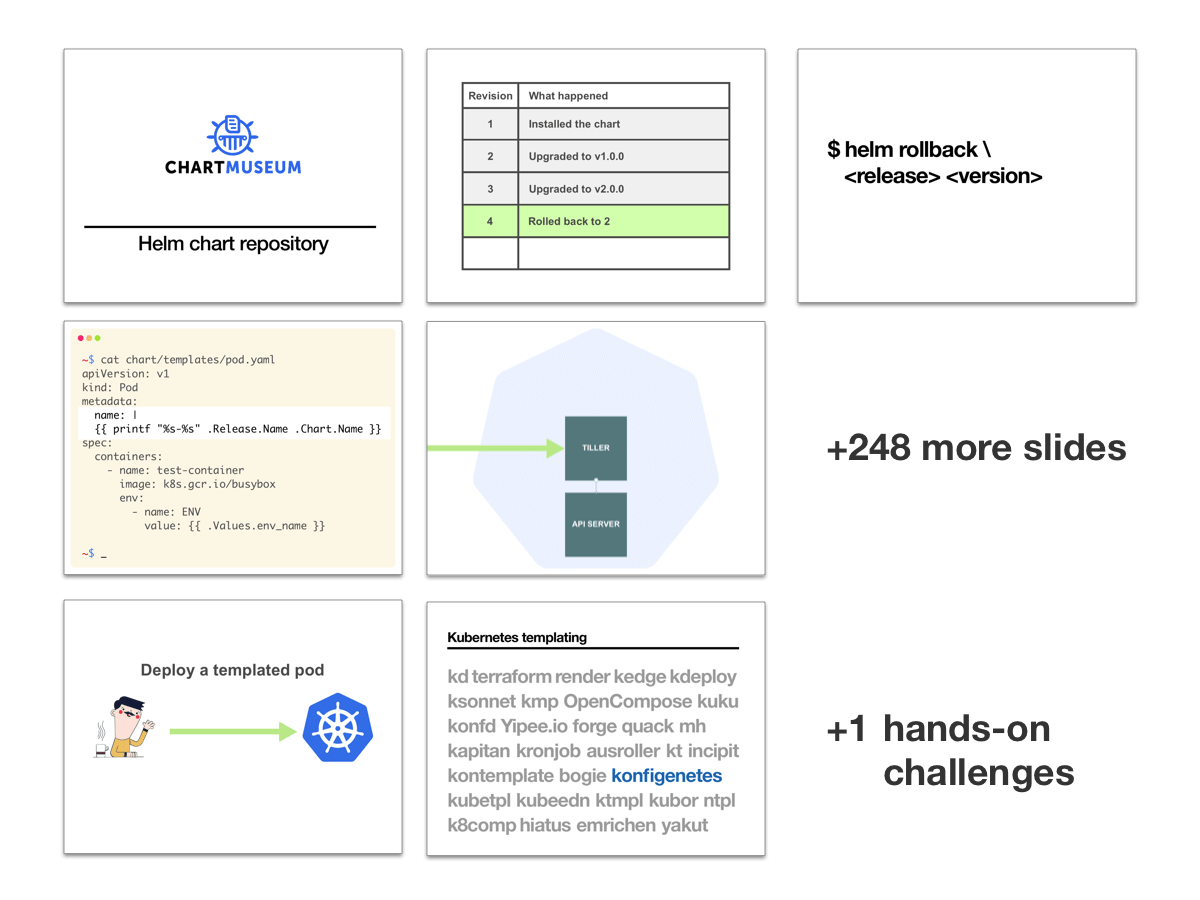 CHARTMUSEUM
Helm chart repository
Revision What happened
1 Installed the chart
2 Upgraded to v1.0.0
3 Upgraded to v2.0.0
4 Rolled back to 2
$ helm rollback \
<release> <version>
~$ cat chart/templates/pod.yaml
apiVersion: v1
kind: Pod
metadata:
name: |
{{ printf "%s-%s" .Release.Name .Chart.Name }}
spec:
containers:
- name: test-container
image: k8s.gcr.io/busybox
env:
- name: ENV
value: {{ .Values.env_name }}
~$ _
TILLER
API SERVER
+248 more slides
Deploy a templated pod
Kubernetes templating
kd terraform render kedge kdeploy
ksonnet kmp OpenCompose kuku
konfd Yipee.io forge quack mh
kapitan kronjob ausroller kt incipit
kontemplate bogie konfigenetes
kubetpl kubeedn ktmpl kubor ntpl
k8comp hiatus emrichen yakut
+1 hands-on
challenges